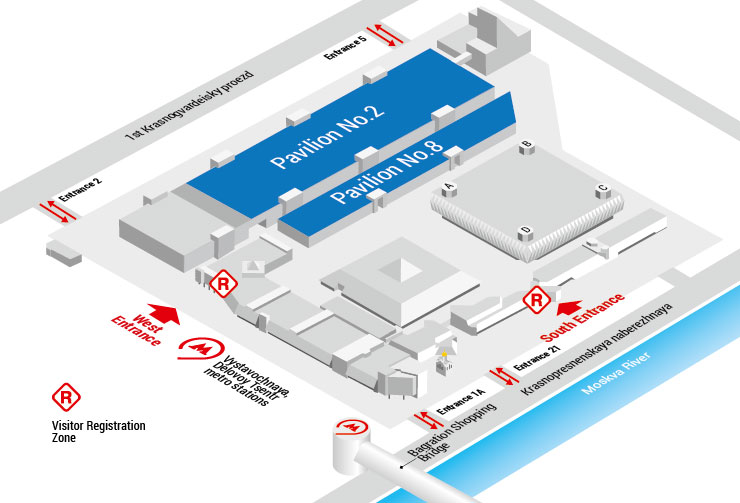 Entrance 5
1st Krasnogvardeisky proezd
Pavilion No.2
Pavilion No.8
Entrance 2
A
B
C
D
R
R
West
Entrance
South Entrance
Vystavochnaya,
Delovoy Tsentr
metro stations
Entrance 21
Krasnopresnenskaya naberezhnaya
Moskva River
Entrance 1A
Bagration Shopping
Bridge
R
Visitor Registration
Zone